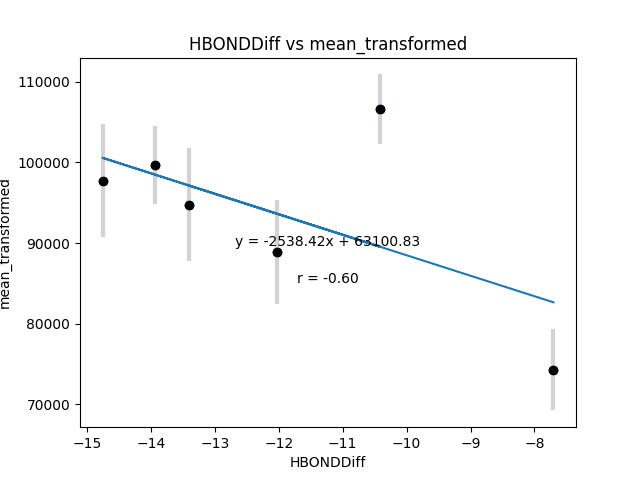 HBONDDiff vs mean_transformed
mean_transformed
110000
100000
90000
80000
70000
y = -2538.42x + 63100.83
r = -0.60
−15
−14
−13
−12
−11
−10
−9
−8
HBONDDiff